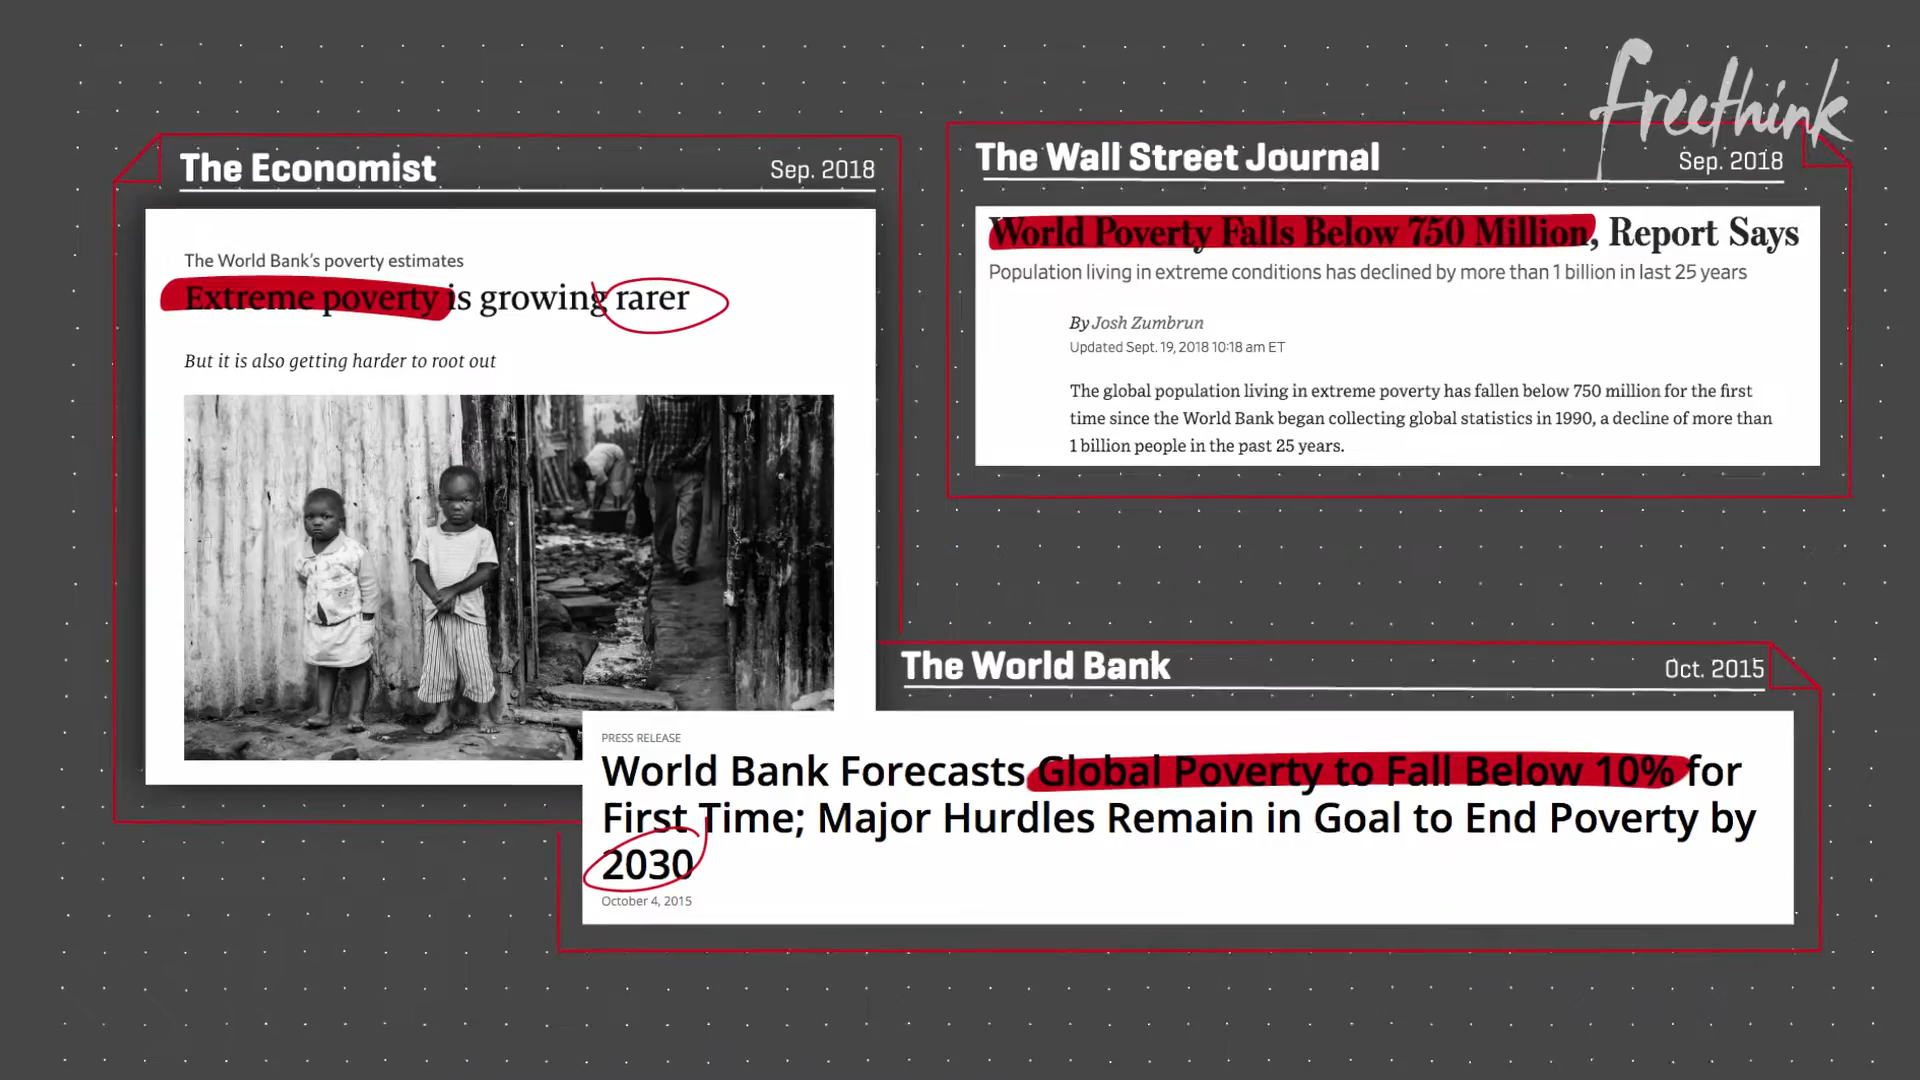 freethink
The Economist
Sep. 2018
The World Bank's poverty estimates
Extreme poverty is growing rarer
But it is also getting harder to root out
The Wall Street Journal
Sep. 2018
World Poverty Falls Below 750 Million, Report Says
Population living in extreme conditions has declined by more than 1 billion in last 25 years
By Josh Zumbrun
Updated Sept. 19, 2018 10:18 am ET
The global population living in extreme poverty has fallen below 750 million for the first
time since the World Bank began collecting global statistics in 1990, a decline of more than
1 billion people in the past 25 years.
The World Bank
Oct. 2015
PRESS RELEASE
World Bank Forecasts Global Poverty to Fall Below 10% for
First Time; Major Hurdles Remain in Goal to End Poverty by
2030
October 4, 2015